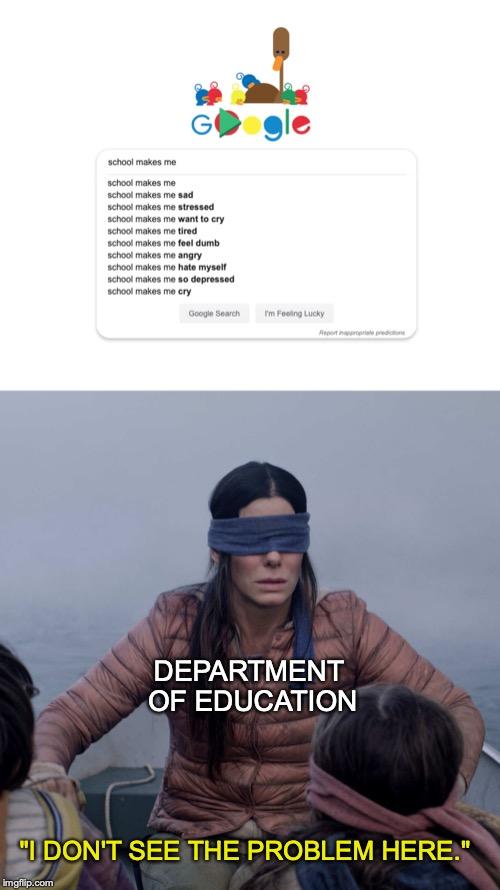 Google
school makes me
school makes me
school makes me sad
school makes me stressed
school makes me want to cry
school makes me tired
school makes me feel dumb
school makes me angry
school makes me hate myself
school makes me so depressed
school makes me cry
Google Search I'm Feeling Lucky
Report inappropriate predictions
DEPARTMENT
OF EDUCATION
"I DON'T SEE THE PROBLEM HERE."
imgflip.com